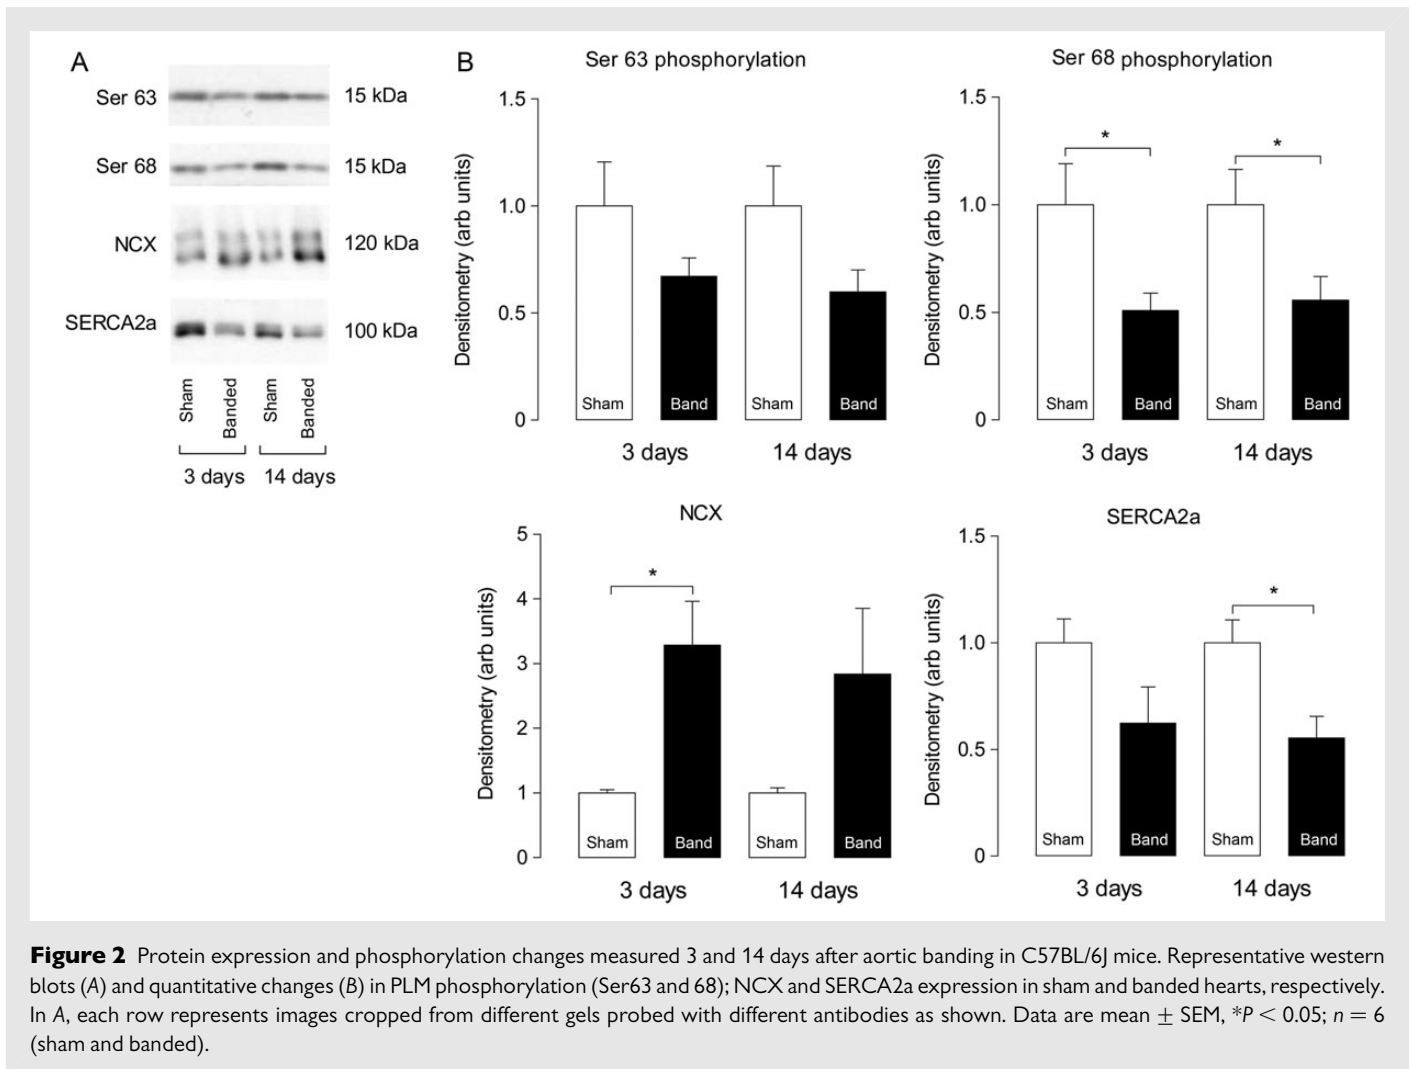 A
Ser 63 15 kDa
Ser 68 15 kDa
NCX 120 kDa
SERCA2a 100 kDa
Sham Banded Sham Banded
3 days 14 days
B
Ser 63 phosphorylation
Densitometry (arb units)
1.5
1.0
0.5
0
Sham Band Sham Band
3 days 14 days
Ser 68 phosphorylation
Densitometry (arb units)
1.5
1.0
0.5
0
* *
Sham Band Sham Band
3 days 14 days
NCX
Densitometry (arb units)
5
4
3
2
1
0
*
Sham Band Sham Band
3 days 14 days
SERCA2a
Densitometry (arb units)
1.5
1.0
0.5
0
*
Sham Band Sham Band
3 days 14 days
Figure 2 Protein expression and phosphorylation changes measured 3 and 14 days after aortic banding in C57BL/6J mice. Representative western
blots (A) and quantitative changes (B) in PLM phosphorylation (Ser63 and 68); NCX and SERCA2a expression in sham and banded hearts, respectively.
In A, each row represents images cropped from different gels probed with different antibodies as shown. Data are mean ± SEM, *P < 0.05; n = 6
(sham and banded).